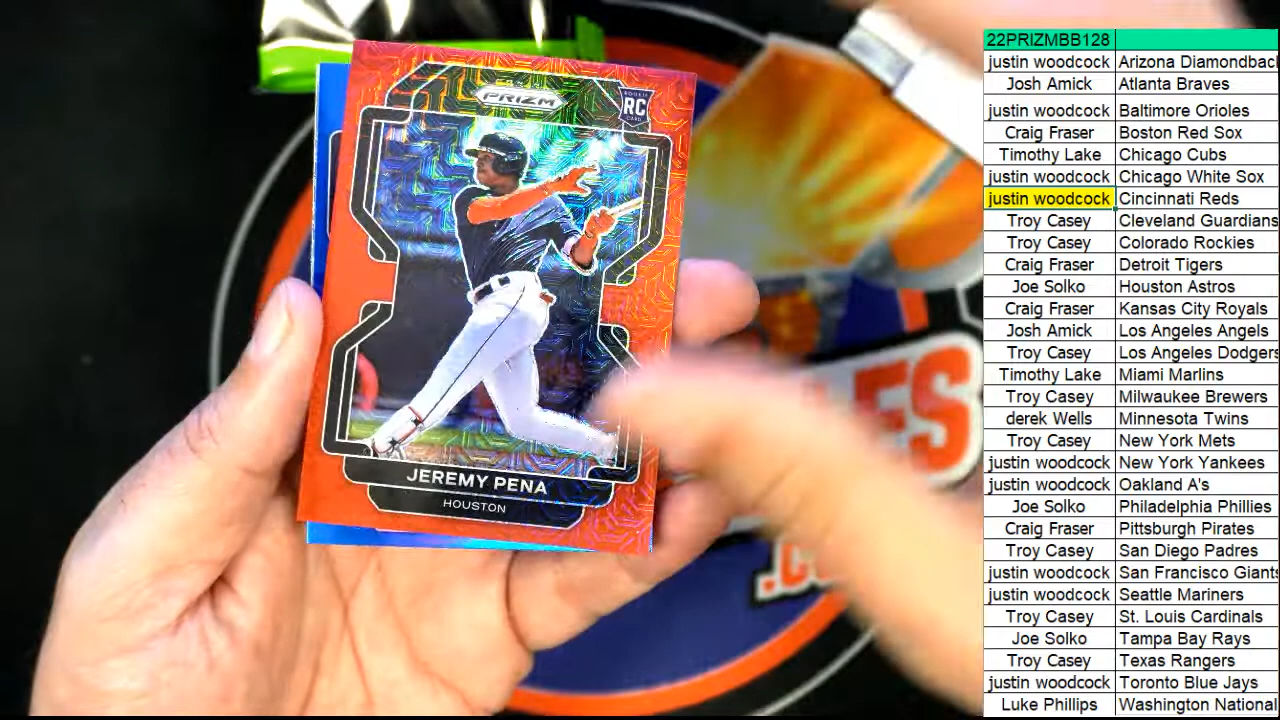 PRIZM
ROOKIE
RC
CARD
JEREMY PENA
HOUSTON
ES
22PRIZMBB128
justin woodcock Arizona Diamondbac
Josh Amick Atlanta Braves
justin woodcock Baltimore Orioles
Craig Fraser Boston Red Sox
Timothy Lake Chicago Cubs
justin woodcock Chicago White Sox
justin woodcock Cincinnati Reds
Troy Casey Cleveland Guardians
Troy Casey Colorado Rockies
Craig Fraser Detroit Tigers
Joe Solko Houston Astros
Craig Fraser Kansas City Royals
Josh Amick Los Angeles Angels
Troy Casey Los Angeles Dodgers
Timothy Lake Miami Marlins
Troy Casey Milwaukee Brewers
derek Wells Minnesota Twins
Troy Casey New York Mets
justin woodcock New York Yankees
justin woodcock Oakland A's
Joe Solko Philadelphia Phillies
Craig Fraser Pittsburgh Pirates
Troy Casey San Diego Padres
justin woodcock San Francisco Giants
justin woodcock Seattle Mariners
Troy Casey St. Louis Cardinals
Joe Solko Tampa Bay Rays
Troy Casey Texas Rangers
justin woodcock Toronto Blue Jays
Luke Phillips Washington National